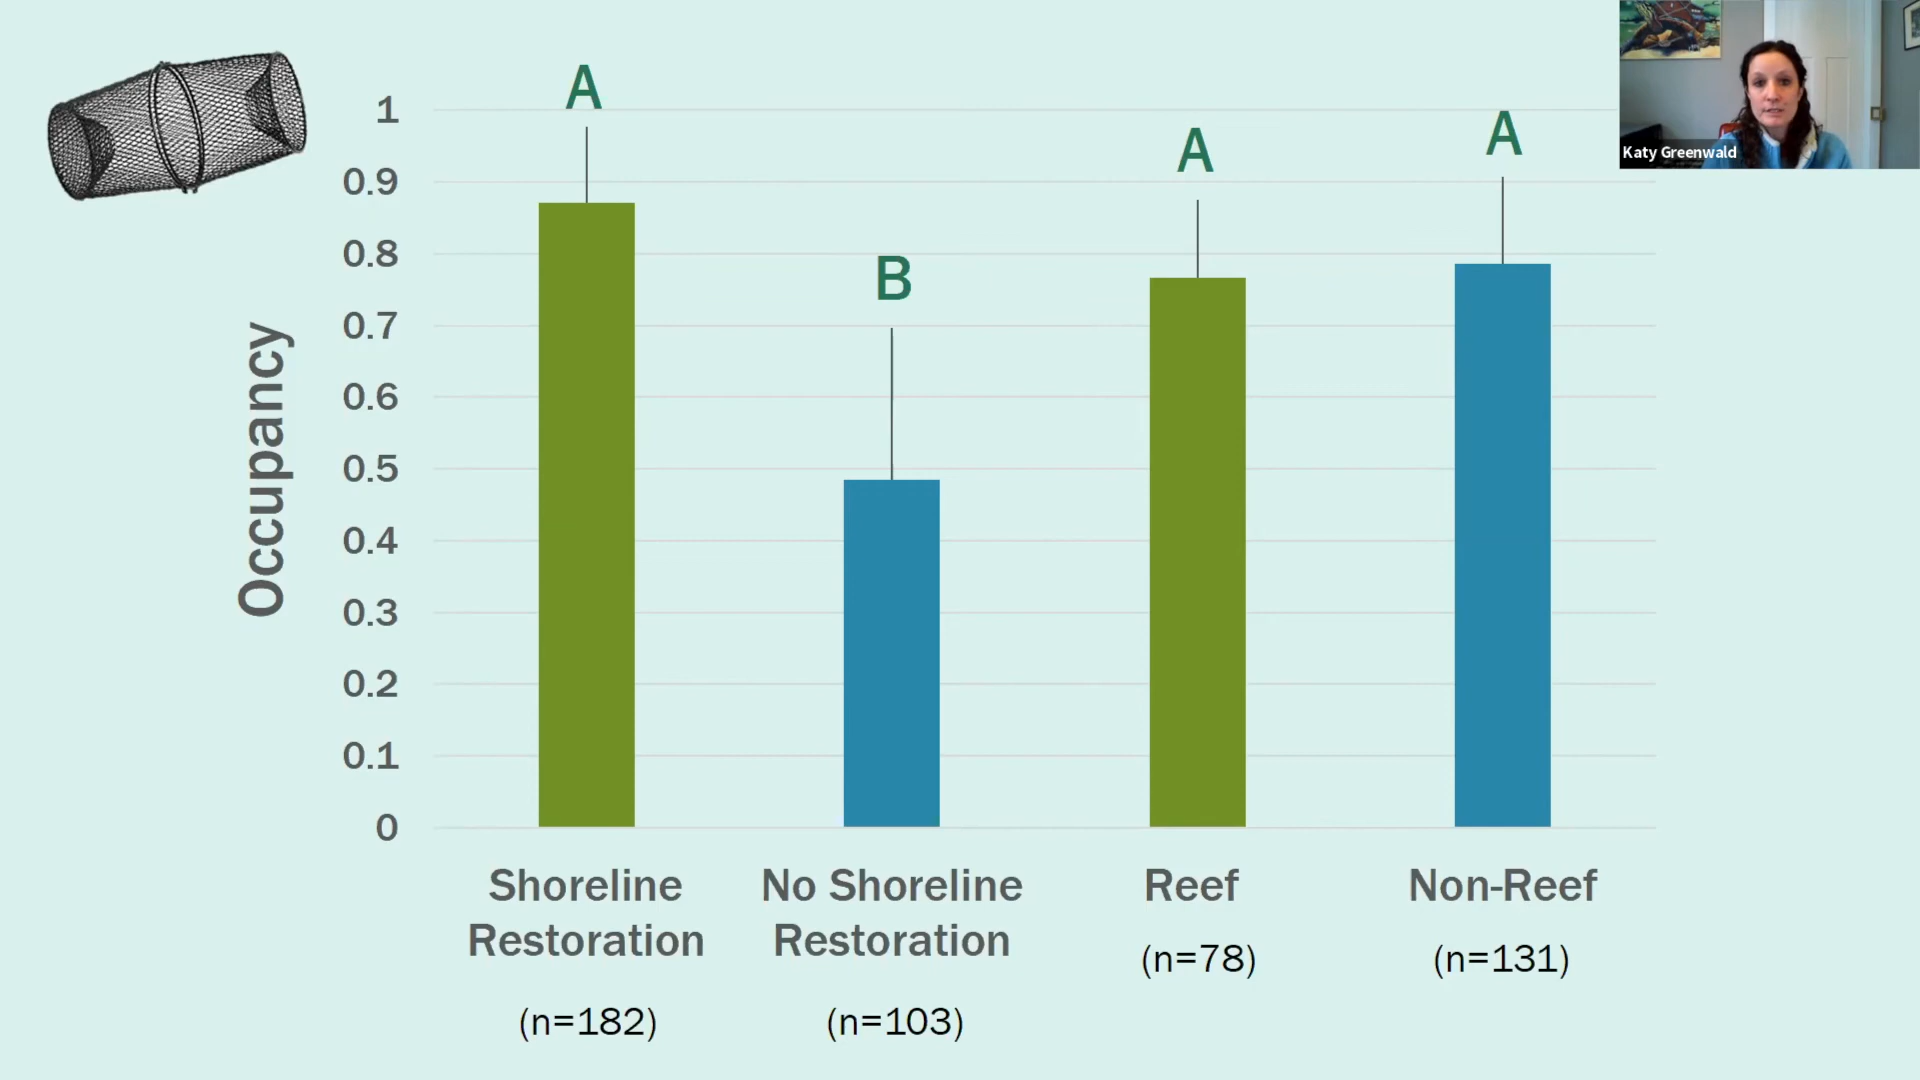 A
1
0.9
0.8
0.7
0.6
0.5
0.4
0.3
0.2
0.1
0
Occupancy
B
A
A
Katy Greenwald
Shoreline
Restoration
(n=182)
No Shoreline
Restoration
(n=103)
Reef
(n=78)
Non-Reef
(n=131)